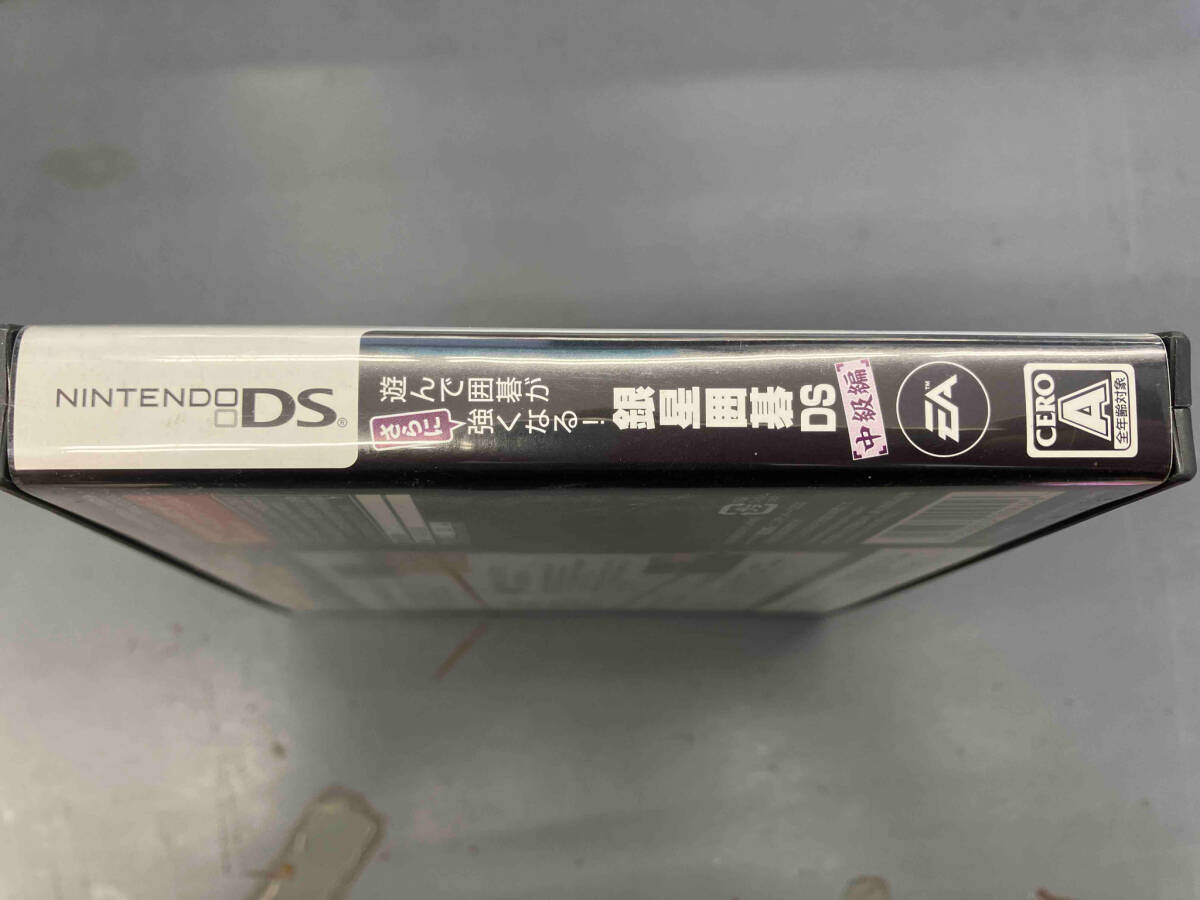 NINTENDO DS®
遊んで囲碁が
さらに強くなる!
銀星囲碁DS
中級編
EA™
CERO
A
全年齢対象